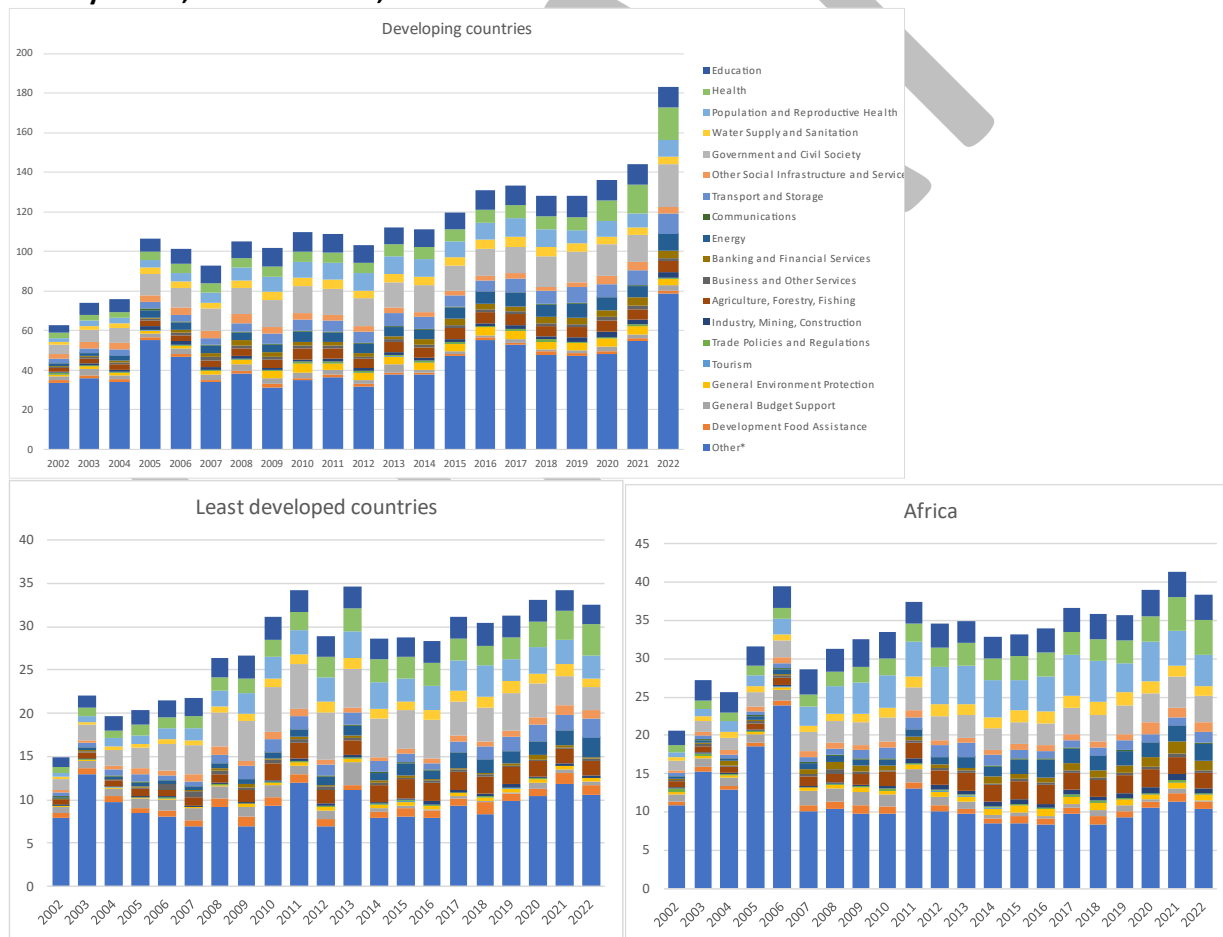 Developing countries
200
180
160
140
120
100
80
60
40
20
0
2002 2003 2004 2005 2006 2007 2008 2009 2010 2011 2012 2013 2014 2015 2016 2017 2018 2019 2020 2021 2022
Education
Health
Population and Reproductive Health
Water Supply and Sanitation
Government and Civil Society
Other Social Infrastructure and Service
Transport and Storage
Communications
Energy
Banking and Financial Services
Business and Other Services
Agriculture, Forestry, Fishing
Industry, Mining, Construction
Trade Policies and Regulations
Tourism
General Environment Protection
General Budget Support
Development Food Assistance
Other*
Least developed countries
40
35
30
25
20
15
10
5
0
2002 2003 2004 2005 2006 2007 2008 2009 2010 2011 2012 2013 2014 2015 2016 2017 2018 2019 2020 2021 2022
Africa
45
40
35
30
25
20
15
10
5
0
2002 2003 2004 2005 2006 2007 2008 2009 2010 2011 2012 2013 2014 2015 2016 2017 2018 2019 2020 2021 2022